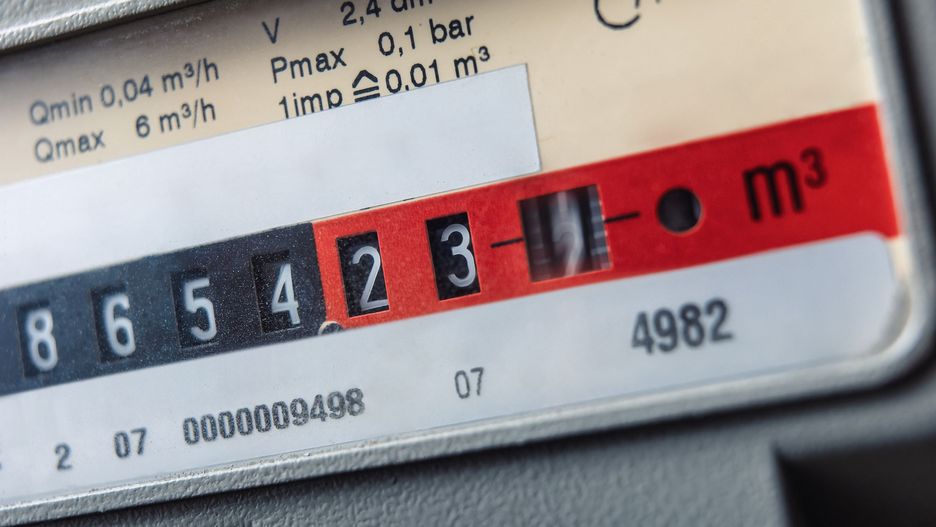 V 2,4 dm
Qmin 0,04 m³/h Pmax 0,1 bar
Qmax 6 m³/h 1imp ≙ 0,01 m³
8 6 5 4 2 3 m³
4982
2 07 0000009498 07